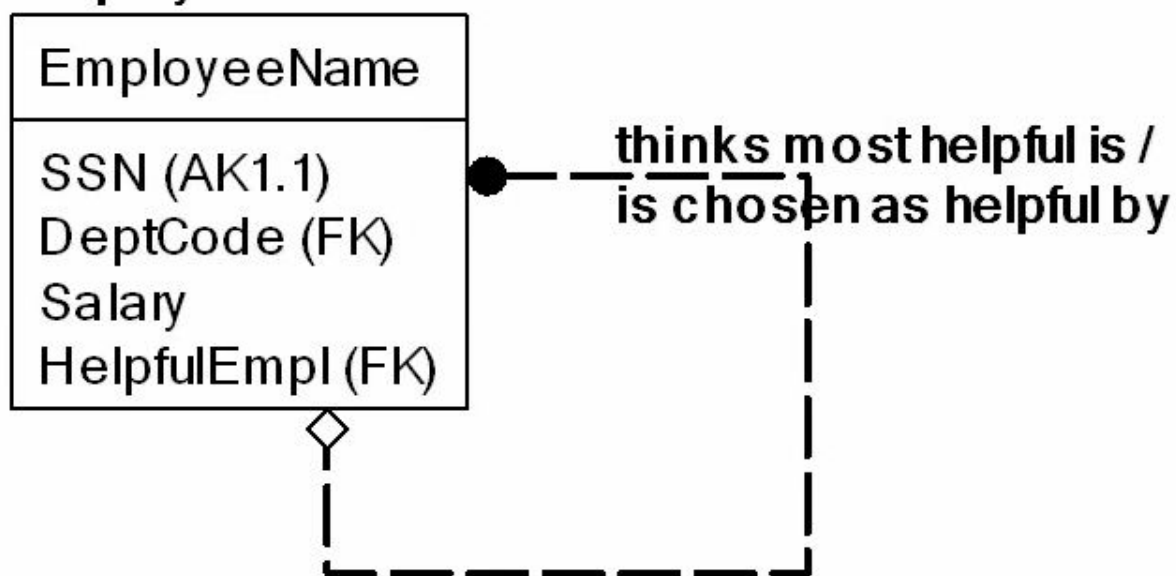 EmployeeName
SSN (AK1.1)
DeptCode (FK)
Salary
HelpfulEmpl (FK)
thinks most helpful is /
is chosen as helpful by